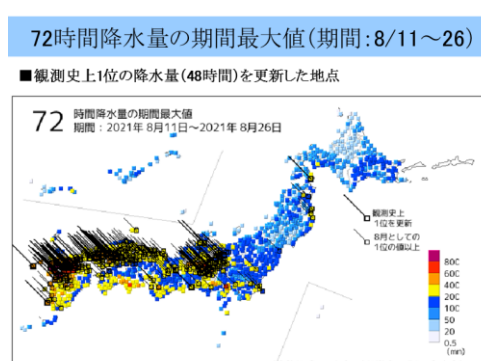 72時間降水量の期間最大値（期間：8/11～26）
■観測史上1位の降水量（48時間）を更新した地点
72 時間降水量の期間最大値
期間：2021年 8月11日～2021年 8月26日
観測史上
1位を更新
8月としての
1位の値以上
800
600
400
200
100
50
20
0.5
(mm)